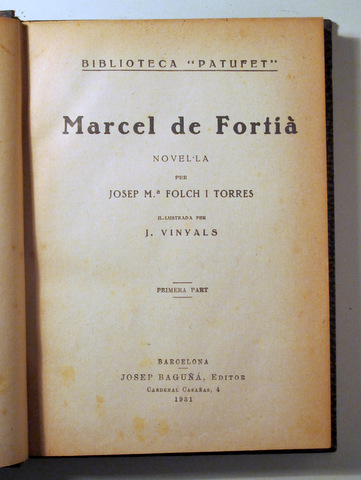 BIBLIOTECA "PATUFET"
Marcel de Fortià
NOVEL·LA
PER
JOSEP M.ª FOLCH I TORRES
IL·LUSTRADA PER
J. VINYALS
PRIMERA PART
BARCELONA
JOSEP BAGUÑÁ, EDITOR
CARDENAL CASAÑAS, 4
1931